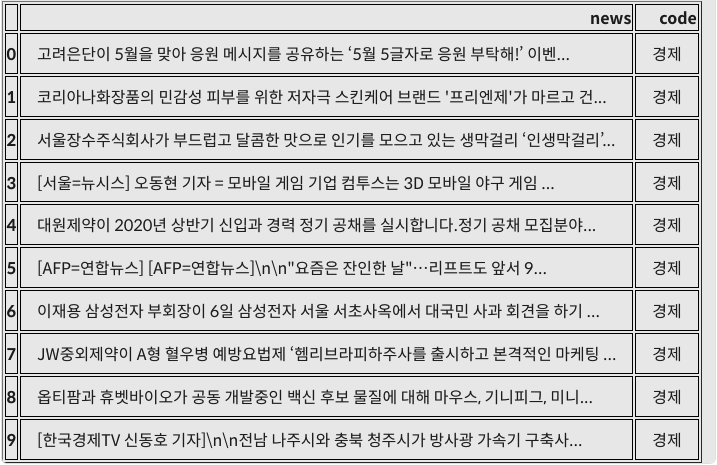 news code
0 고려은단이 5월을 맞아 응원 메시지를 공유하는 ‘5월 5글자로 응원 부탁해!’ 이벤... 경제
1 코리아나화장품의 민감성 피부를 위한 저자극 스킨케어 브랜드 '프리엔제'가 마르고 건... 경제
2 서울장수주식회사가 부드럽고 달콤한 맛으로 인기를 모으고 있는 생막걸리 ‘인생막걸리’... 경제
3 [서울=뉴시스] 오동현 기자 = 모바일 게임 기업 컴투스는 3D 모바일 야구 게임 ... 경제
4 대원제약이 2020년 상반기 신입과 경력 정기 공채를 실시합니다.정기 공채 모집분야... 경제
5 [AFP=연합뉴스] [AFP=연합뉴스]\n\n"요즘은 잔인한 날"…리프트도 앞서 9... 경제
6 이재용 삼성전자 부회장이 6일 삼성전자 서울 서초사옥에서 대국민 사과 회견을 하기 ... 경제
7 JW중외제약이 A형 혈우병 예방요법제 ‘헴리브라피하주사를 출시하고 본격적인 마케팅 ... 경제
8 옵티팜과 휴벳바이오가 공동 개발중인 백신 후보 물질에 대해 마우스, 기니피그, 미니... 경제
9 [한국경제TV 신동호 기자]\n\n전남 나주시와 충북 청주시가 방사광 가속기 구축사... 경제